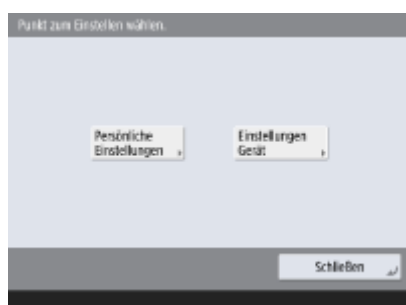 Punkt zum Einstellen wählen.
Persönliche
Einstellungen
Einstellungen
Gerät
Schließen